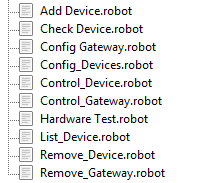 Add Device.robot
Check Device.robot
Config Gateway.robot
Config_Devices.robot
Control_Device.robot
Control_Gateway.robot
Hardware Test.robot
List_Device.robot
Remove_Device.robot
Remove_Gateway.robot